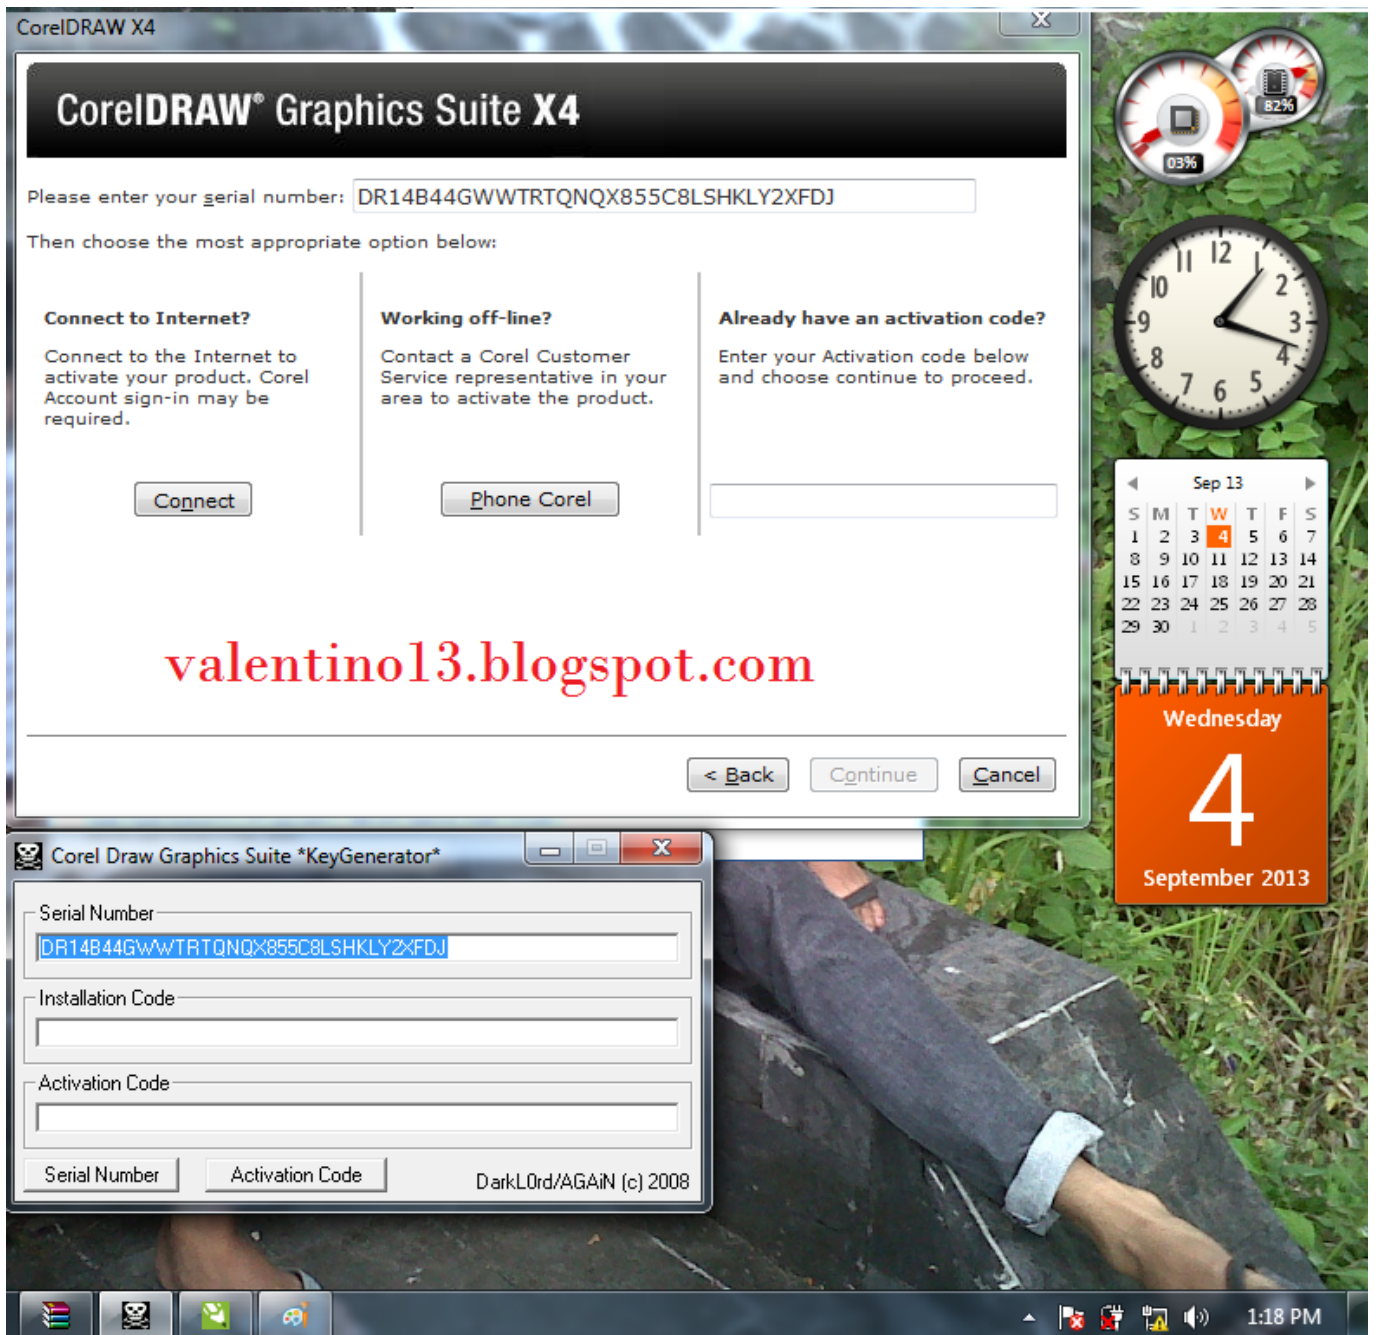 CorelDRAW X4
CorelDRAW® Graphics Suite X4
Please enter your serial number: DR14B44GWWTRTQNQX855C8LSHKLY2XFDJ
Then choose the most appropriate option below:
Connect to Internet?
Connect to the Internet to
activate your product. Corel
Account sign-in may be
required.
Connect
Working off-line?
Contact a Corel Customer
Service representative in your
area to activate the product.
Phone Corel
Already have an activation code?
Enter your Activation code below
and choose continue to proceed.
valentino13.blogspot.com
< Back Continue Cancel
Corel Draw Graphics Suite *KeyGenerator*
Serial Number
DR14B44GWWTRTQNQX855C8LSHKLY2XFDJ
Installation Code
Activation Code
Serial Number Activation Code DarkL0rd/AGAiN (c) 2008
82%
03%
11 12 1
10 2
9 3
8 4
7 6 5
Sep 13
S M T W T F S
1 2 3 4 5 6 7
8 9 10 11 12 13 14
15 16 17 18 19 20 21
22 23 24 25 26 27 28
29 30 1 2 3 4 5
Wednesday
4
September 2013
1:18 PM